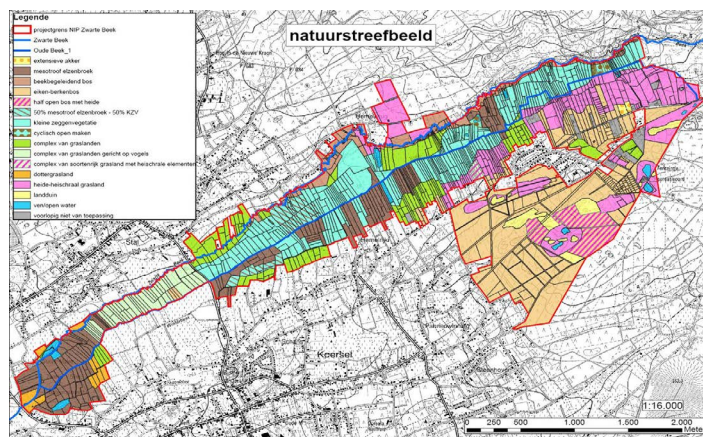 natuurstreefbeeld
Legende
projectgrens NIP Zwarte Beek
Zwarte Beek
Oude Beek_1
extensieve akker
mesotroof elzenbroek
beekbegeleidend bos
eiken-berkenbos
half open bos met heide
50% mesotroof elzenbroek - 50% KZV
kleine zeggenvegetatie
cyclisch open maken
complex van graslanden
complex van graslanden gericht op vogels
complex van soortenrijk grasland met heischrale elementen
dottergrasland
heide-heischraal grasland
landduin
ven/open water
voorlopig niet van toepassing
Stal
Koersel
1:16.000
0 250 500 1.000 1.500 2.000
Mete